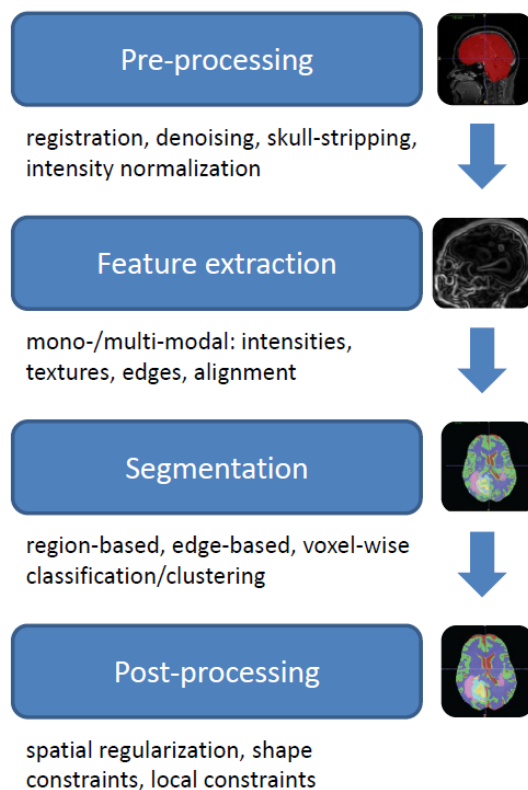 Pre-processing
registration, denoising, skull-stripping,
intensity normalization
Feature extraction
mono-/multi-modal: intensities,
textures, edges, alignment
Segmentation
region-based, edge-based, voxel-wise
classification/clustering
Post-processing
spatial regularization, shape
constraints, local constraints